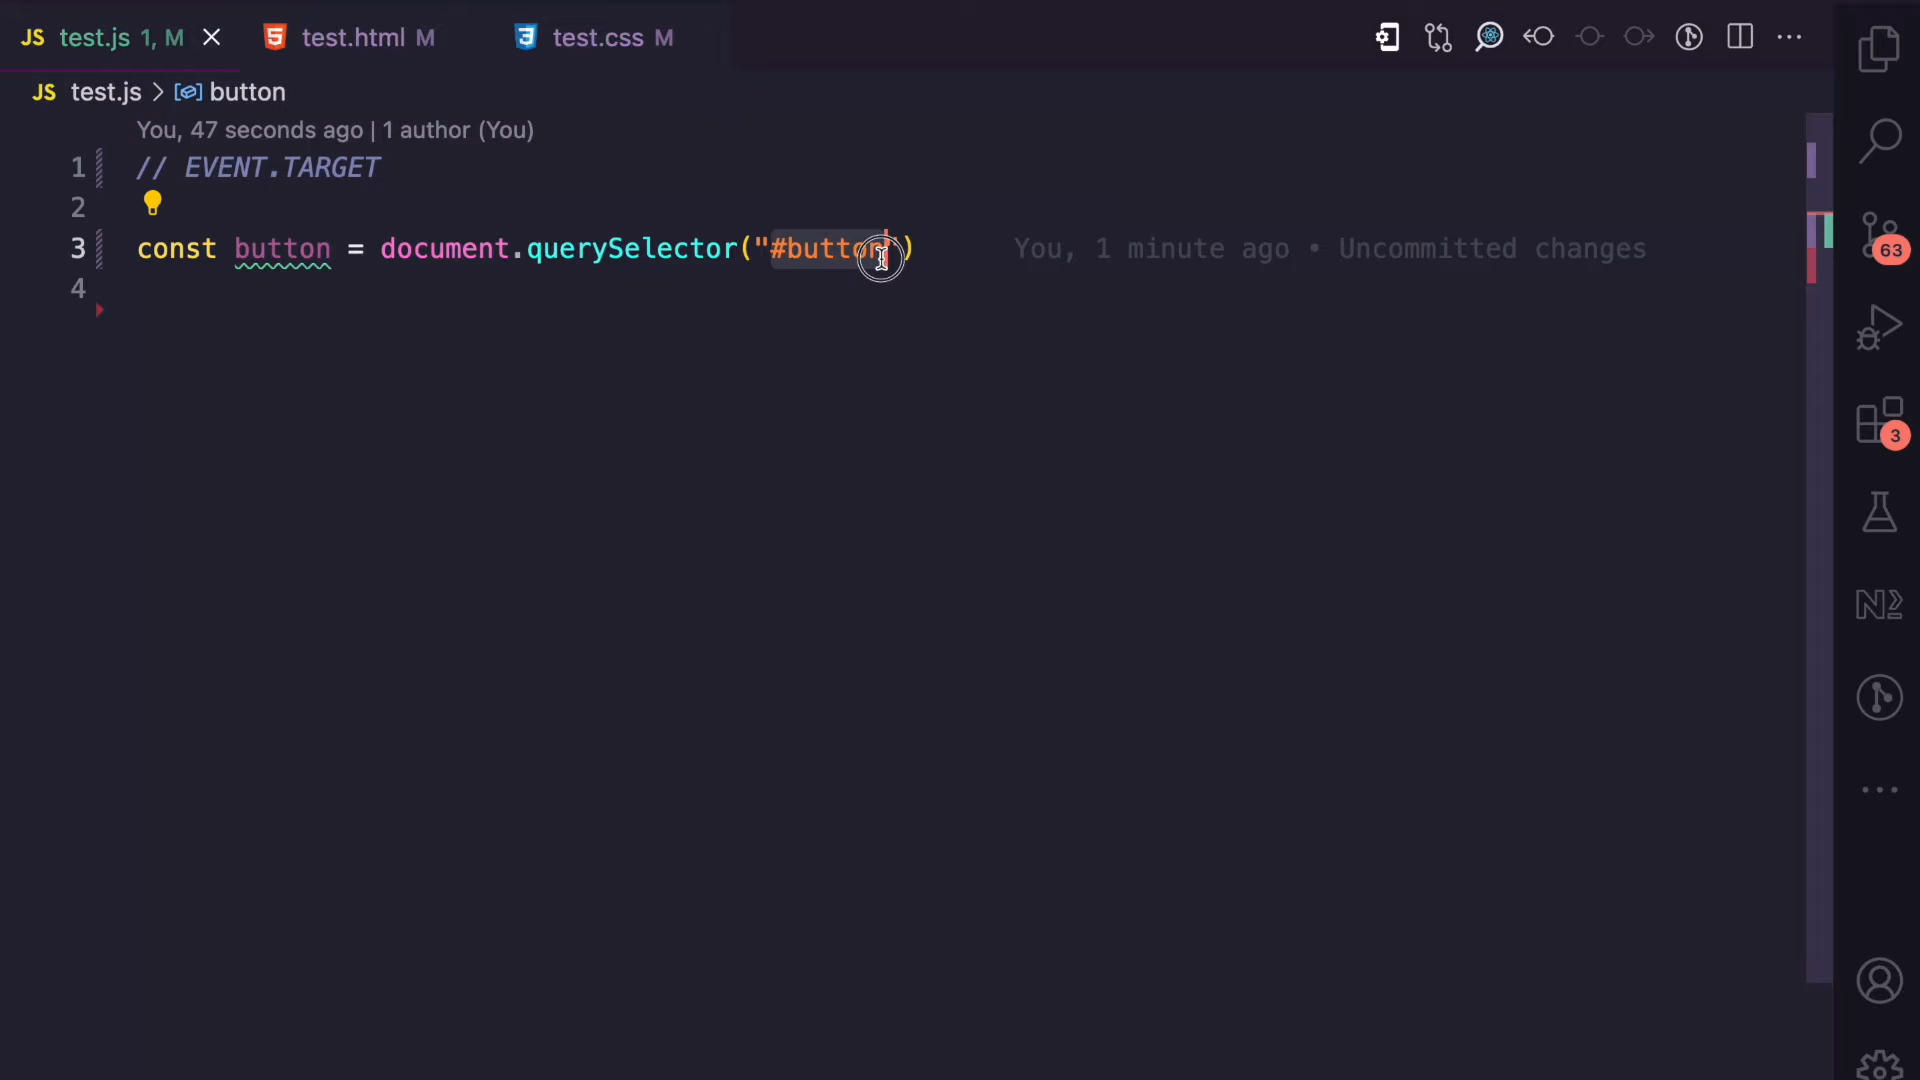 JS test.js 1, M test.html M test.css M
JS test.js > button
You, 47 seconds ago | 1 author (You)
1 // EVENT.TARGET
2
3 const button = document.querySelector("#button") You, 1 minute ago • Uncommitted changes
4
63
3